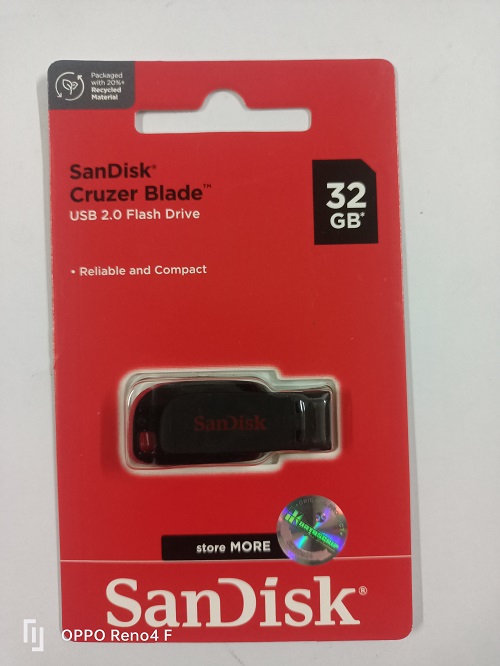 Packaged
with 20%+
Recycled
Material
SanDisk®
Cruzer Blade™
USB 2.0 Flash Drive
32
GB*
• Reliable and Compact
SanDisk
store MORE
SanDisk®
OPPO Reno4 F